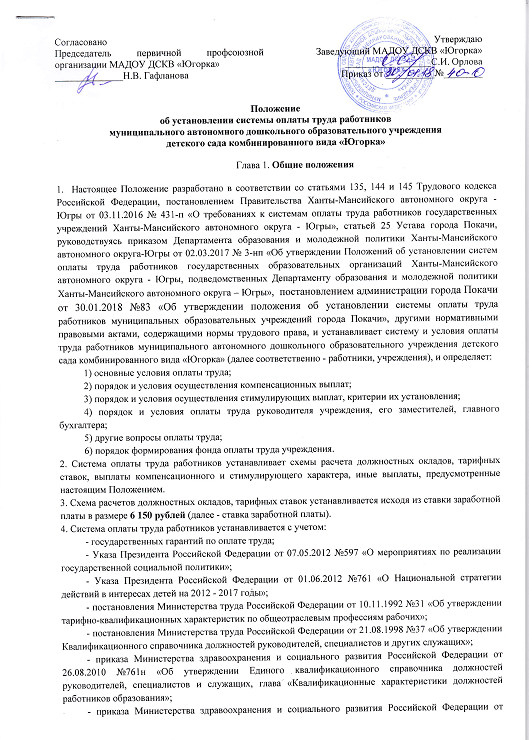 Согласовано
Председатель первичной профсоюзной
организации МАДОУ ДСКВ «Югорка»
Н.В. Гафланова
Утверждаю
Заведующий МАДОУ ДСКВ «Югорка»
С.И. Орлова
Приказ от 30.01.18 № 40-О
Положение
об установлении системы оплаты труда работников
муниципального автономного дошкольного образовательного учреждения
детского сада комбинированного вида «Югорка»
Глава 1. Общие положения
1. Настоящее Положение разработано в соответствии со статьями 135, 144 и 145 Трудового кодекса
Российской Федерации, постановлением Правительства Ханты-Мансийского автономного округа -
Югры от 03.11.2016 № 431-п «О требованиях к системам оплаты труда работников государственных
учреждений Ханты-Мансийского автономного округа - Югры», статьей 25 Устава города Покачи,
руководствуясь приказом Департамента образования и молодежной политики Ханты-Мансийского
автономного округа-Югры от 02.03.2017 № 3-нп «Об утверждении Положений об установлении систем
оплаты труда работников государственных образовательных организаций Ханты-Мансийского
автономного округа - Югры, подведомственных Департаменту образования и молодежной политики
Ханты-Мансийского автономного округа – Югры», постановлением администрации города Покачи
от 30.01.2018 №83 «Об утверждении положения об установлении системы оплаты труда
работников муниципальных образовательных учреждений города Покачи», другими нормативными
правовыми актами, содержащими нормы трудового права, и устанавливает систему и условия оплаты
труда работников муниципального автономного дошкольного образовательного учреждения детского
сада комбинированного вида «Югорка» (далее соответственно - работники, учреждения), и определяет:
1) основные условия оплаты труда;
2) порядок и условия осуществления компенсационных выплат;
3) порядок и условия осуществления стимулирующих выплат, критерии их установления;
4) порядок и условия оплаты труда руководителя учреждения, его заместителей, главного
бухгалтера;
5) другие вопросы оплаты труда;
6) порядок формирования фонда оплаты труда учреждения.
2. Система оплаты труда работников устанавливает схемы расчета должностных окладов, тарифных
ставок, выплаты компенсационного и стимулирующего характера, иные выплаты, предусмотренные
настоящим Положением.
3. Схема расчетов должностных окладов, тарифных ставок устанавливается исходя из ставки заработной
платы в размере 6 150 рублей (далее - ставка заработной платы).
4. Система оплаты труда работников устанавливается с учетом:
- государственных гарантий по оплате труда;
- Указа Президента Российской Федерации от 07.05.2012 №597 «О мероприятиях по реализации
государственной социальной политики»;
- Указа Президента Российской Федерации от 01.06.2012 №761 «О Национальной стратегии
действий в интересах детей на 2012 - 2017 годы»;
- постановления Министерства труда Российской Федерации от 10.11.1992 №31 «Об утверждении
тарифно-квалификационных характеристик по общеотраслевым профессиям рабочих»;
- постановления Министерства труда Российской Федерации от 21.08.1998 №37 «Об утверждении
Квалификационного справочника должностей руководителей, специалистов и других служащих»;
- приказа Министерства здравоохранения и социального развития Российской Федерации от
26.08.2010 №761н «Об утверждении Единого квалификационного справочника должностей
руководителей, специалистов и служащих, глава «Квалификационные характеристики должностей
работников образования»;
- приказа Министерства здравоохранения и социального развития Российской Федерации от